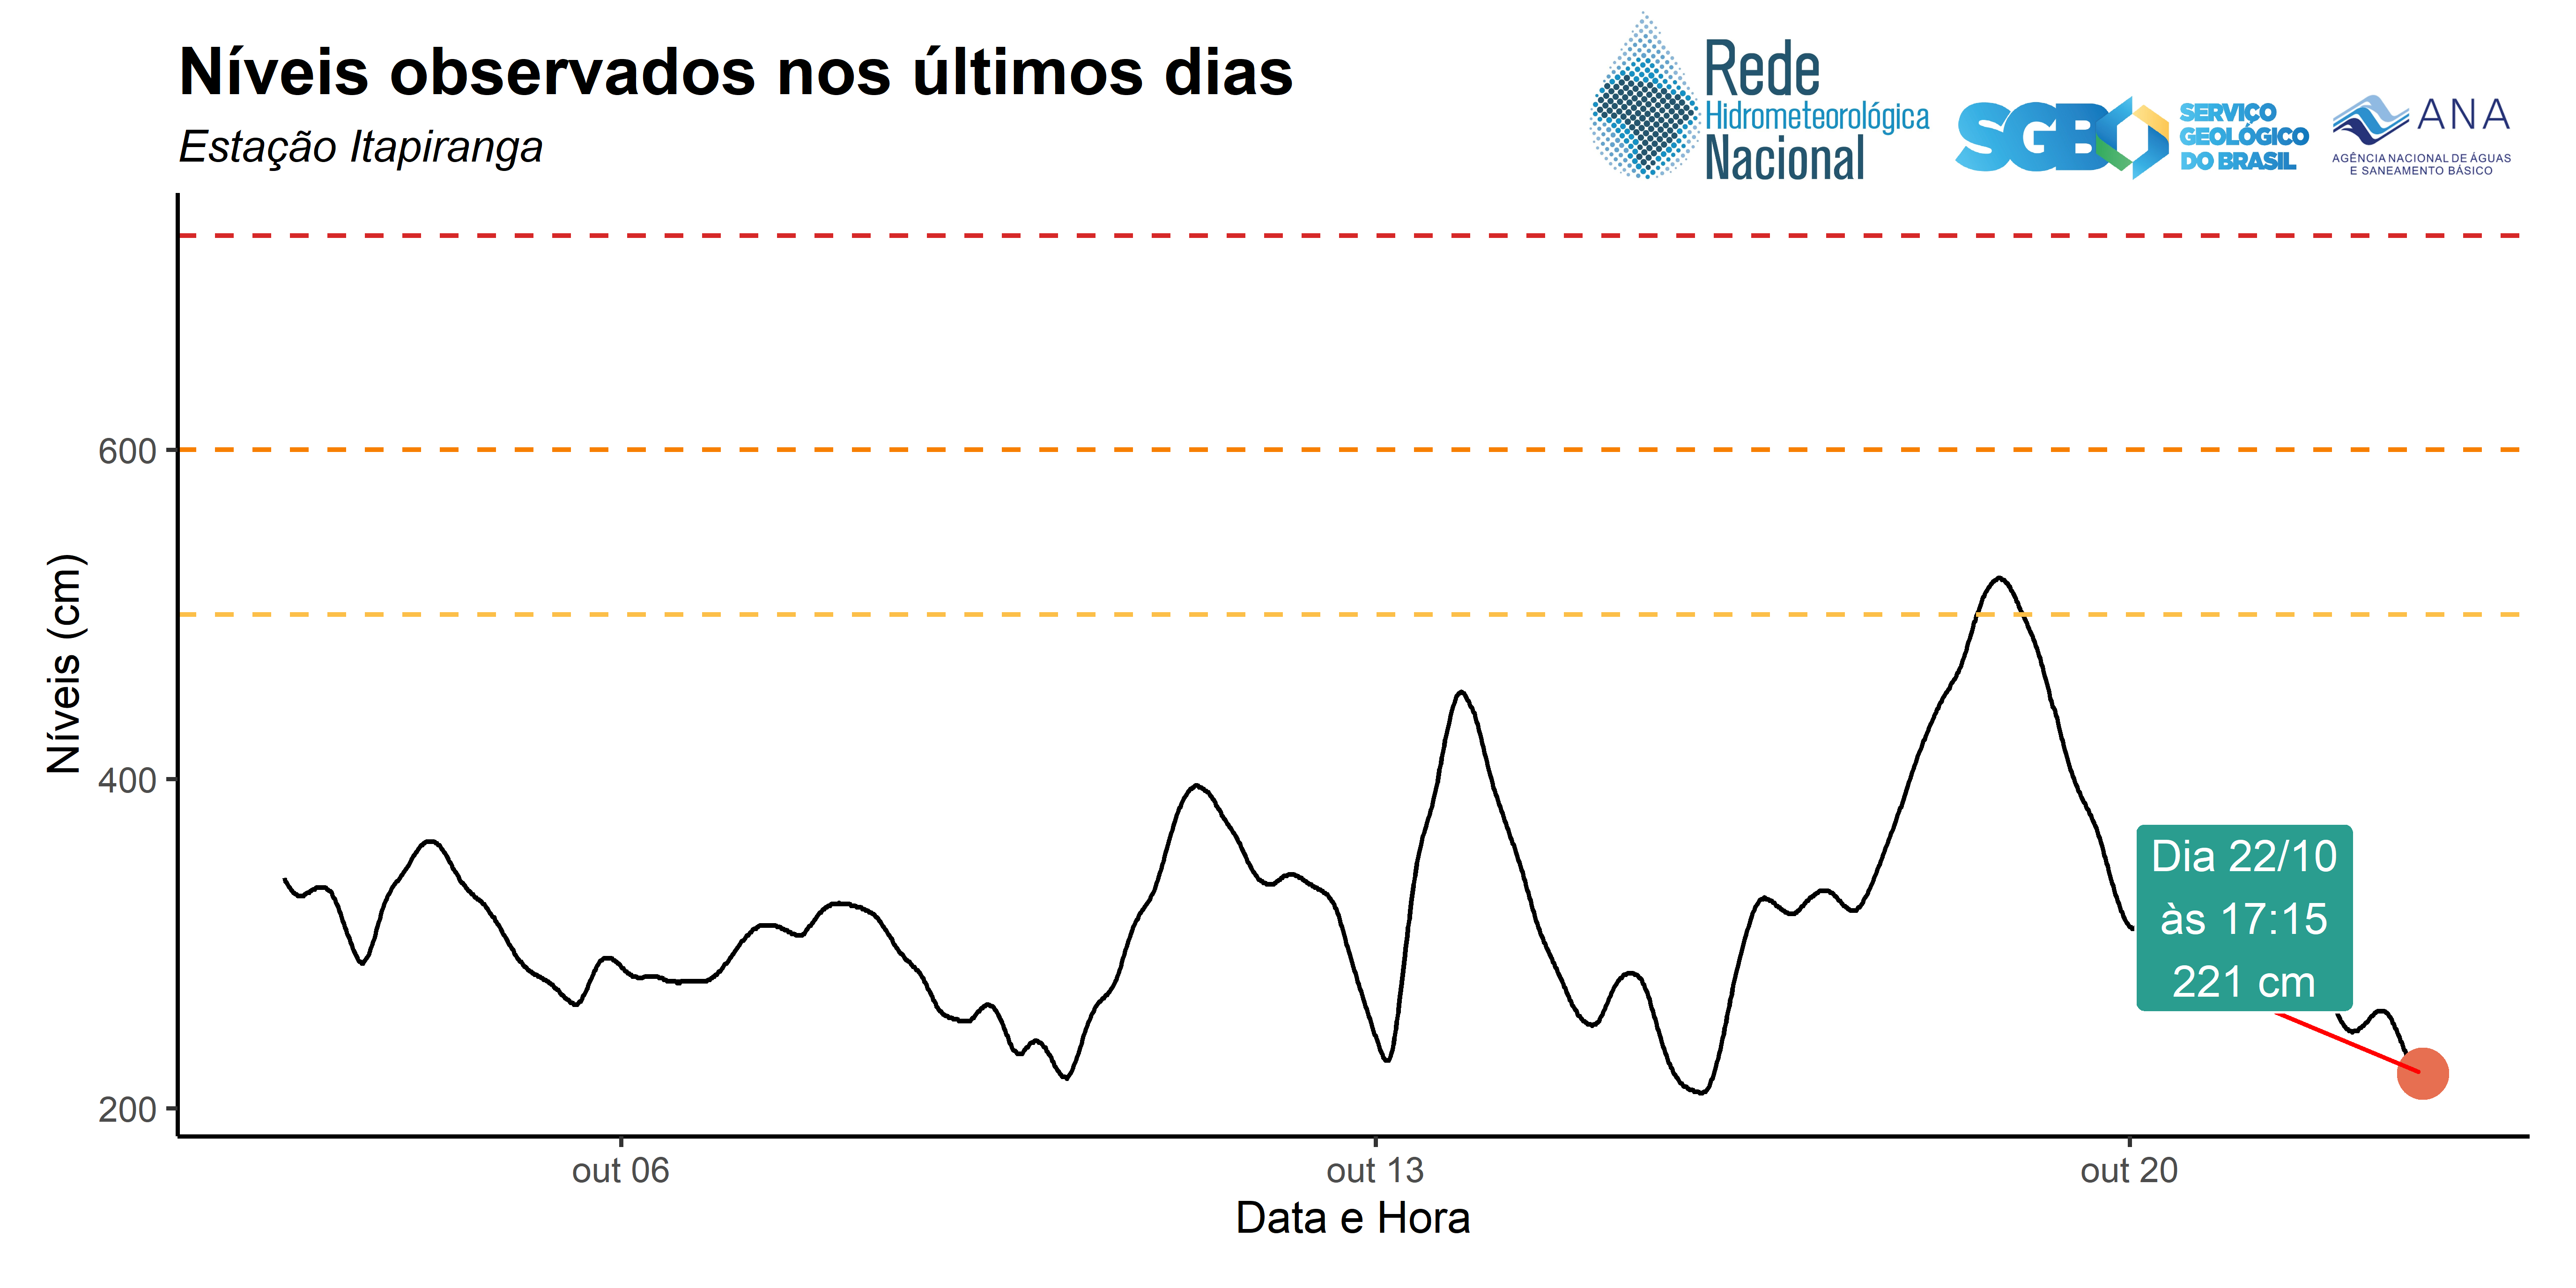 Níveis observados nos últimos dias
Estação Itapiranga
Rede
Hidrometeorológica
Nacional
SGB
SERVIÇO
GEOLÓGICO
DO BRASIL
ANA
AGÊNCIA NACIONAL DE ÁGUAS
E SANEAMENTO BÁSICO
Níveis (cm)
600
400
200
Dia 22/10
às 17:15
221 cm
out 06
out 13
out 20
Data e Hora